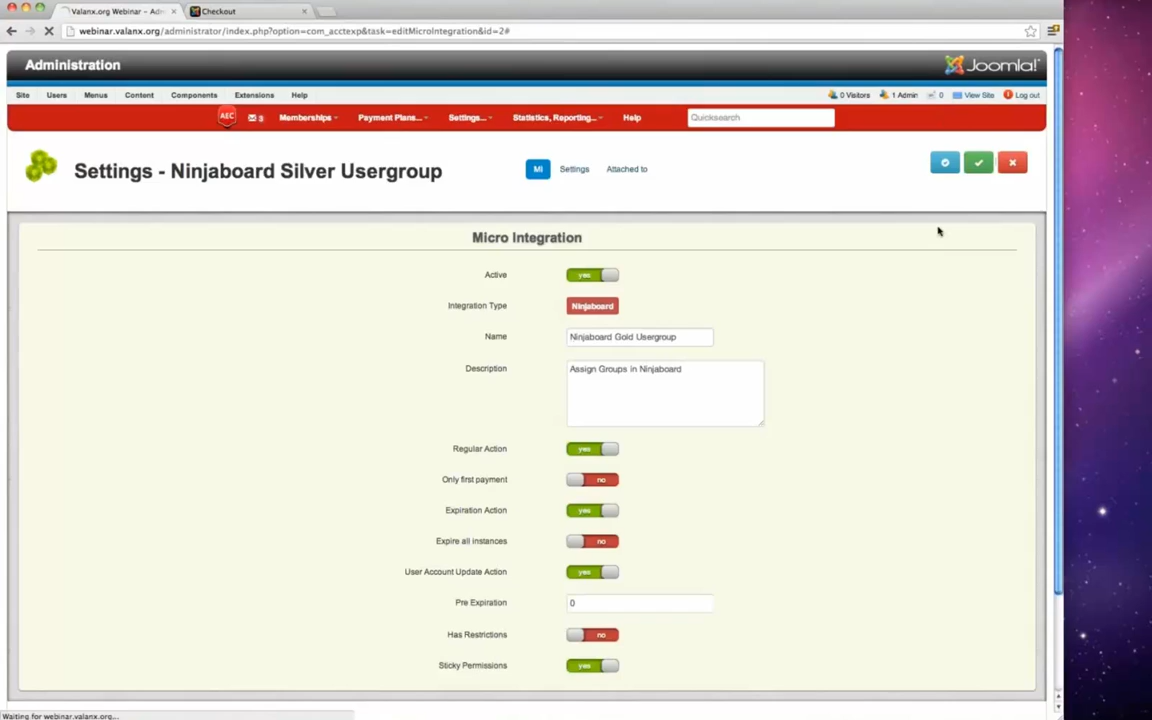 Valanx.org Webinar - Adm
Checkout
webinar.valanx.org/administrator/index.php?option=com_acctexp&task=editMicroIntegration&id=2#
Administration
Joomla!
Site Users Menus Content Components Extensions Help
0 Visitors 1 Admin 0 View Site Log out
AEC 3 Memberships Payment Plans... Settings... Statistics, Reporting... Help Quicksearch
Settings - Ninjaboard Silver Usergroup
MI Settings Attached to
Micro Integration
Active yes
Integration Type Ninjaboard
Name Ninjaboard Gold Usergroup
Description Assign Groups in Ninjaboard
Regular Action yes
Only first payment no
Expiration Action yes
Expire all instances no
User Account Update Action yes
Pre Expiration 0
Has Restrictions no
Sticky Permissions yes
Waiting for webinar.valanx.org...